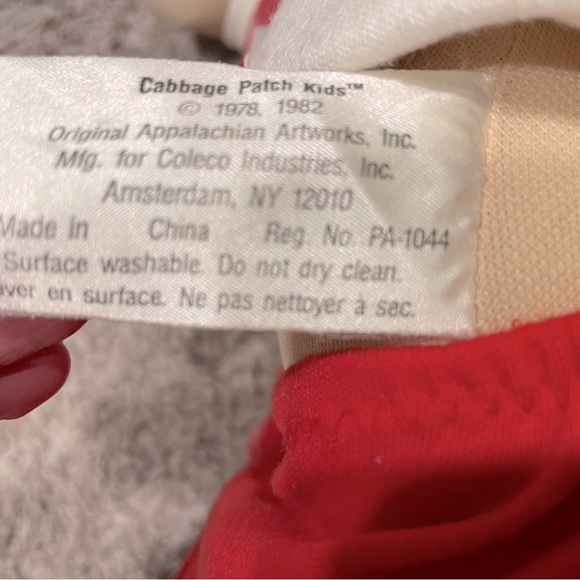 Cabbage Patch Kids™
© 1978, 1982
Original Appalachian Artworks, Inc.
Mfg. for Coleco Industries, Inc.
Amsterdam, NY 12010
Made in China Reg. No. PA-1044
Surface washable. Do not dry clean.
en surface. Ne pas nettoyer à sec.